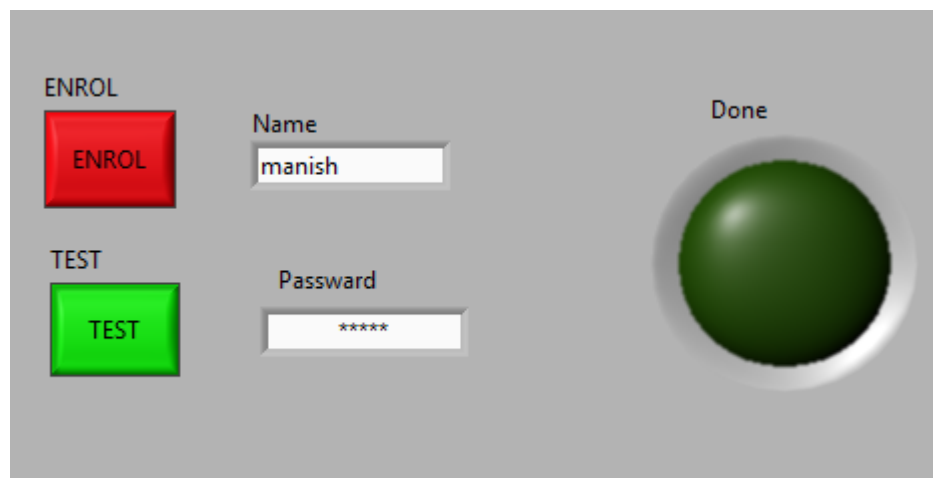 ENROL
ENROL
Name
manish
Done
TEST
TEST
Passward
*****